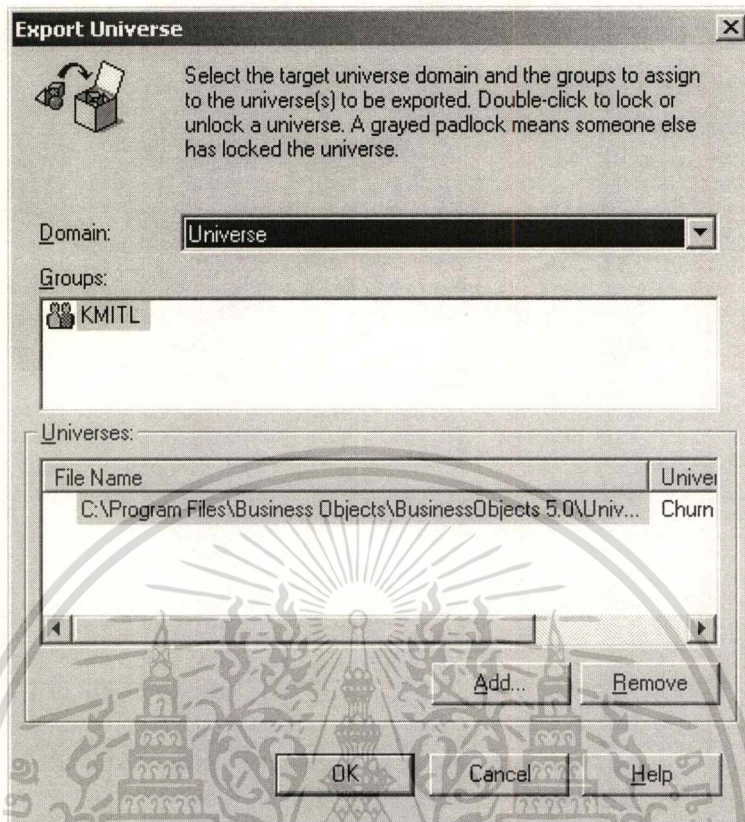 Export Universe
Select the target universe domain and the groups to assign
to the universe(s) to be exported. Double-click to lock or
unlock a universe. A grayed padlock means someone else
has locked the universe.
Domain:
Universe
Groups:
KMITL
Universes:
File Name
Univer
C:\Program Files\Business Objects\BusinessObjects 5.0\Univ...
Churn
Add...
Remove
OK
Cancel
Help